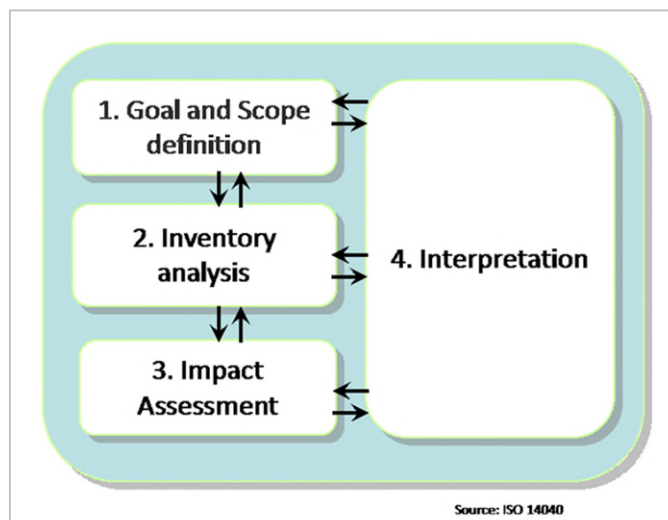 1. Goal and Scope
definition
2. Inventory
analysis
4. Interpretation
3. Impact
Assessment
Source: ISO 14040